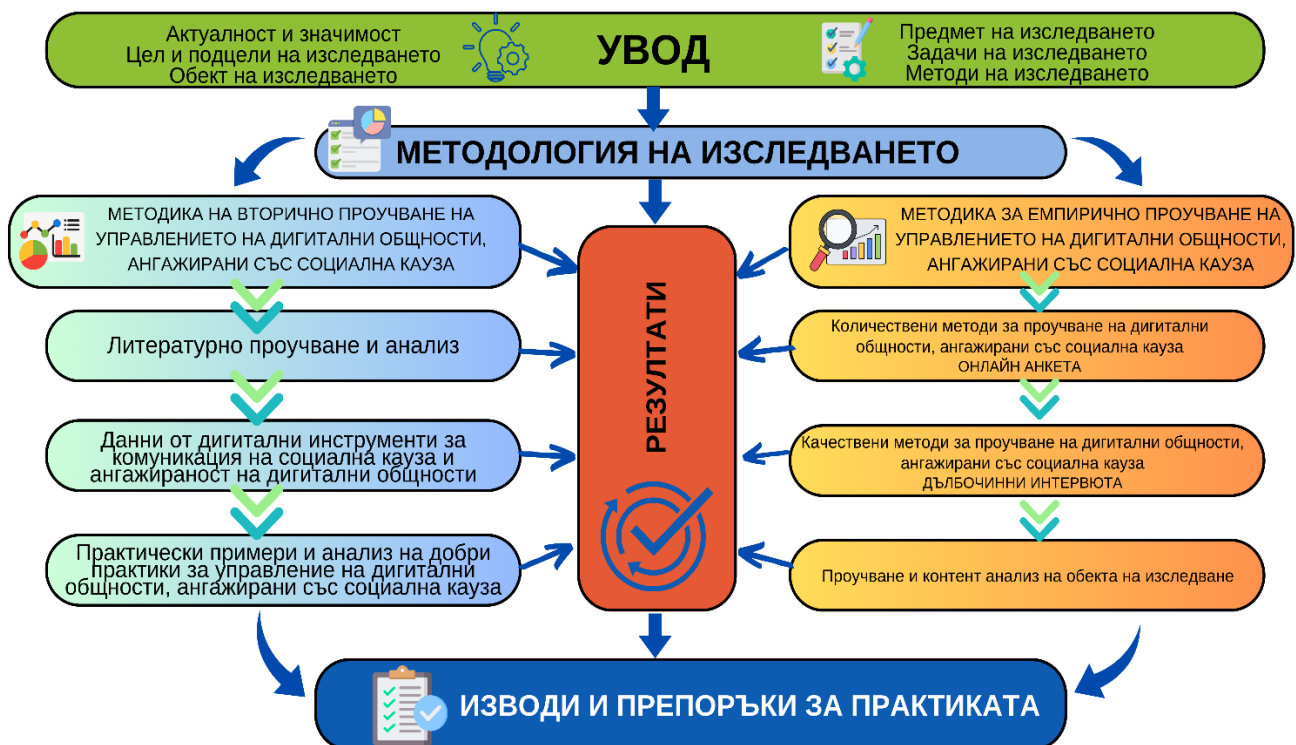 Актуалност и значимост
Цел и подцели на изследването
Обект на изследването
УВОД
Предмет на изследването
Задачи на изследването
Методи на изследването
МЕТОДОЛОГИЯ НА ИЗСЛЕДВАНЕТО
МЕТОДИКА НА ВТОРИЧНО ПРОУЧВАНЕ НА
УПРАВЛЕНИЕТО НА ДИГИТАЛНИ ОБЩНОСТИ,
АНГАЖИРАНИ СЪС СОЦИАЛНА КАУЗА
Литературно проучване и анализ
Данни от дигитални инструменти за
комуникация на социална кауза и
ангажираност на дигитални общности
Практически примери и анализ на добри
практики за управление на дигитални
общности, ангажирани със социална кауза
РЕЗУЛТАТИ
МЕТОДИКА ЗА ЕМПИРИЧНО ПРОУЧВАНЕ НА
УПРАВЛЕНИЕТО НА ДИГИТАЛНИ ОБЩНОСТИ,
АНГАЖИРАНИ СЪС СОЦИАЛНА КАУЗА
Количествени методи за проучване на дигитални
общности, ангажирани със социална кауза
ОНЛАЙН АНКЕТА
Качествени методи за проучване на дигитални общности,
ангажирани със социална кауза
ДЪЛБОЧИННИ ИНТЕРВЮТА
Проучване и контент анализ на обекта на изследване
ИЗВОДИ И ПРЕПОРЪКИ ЗА ПРАКТИКАТА